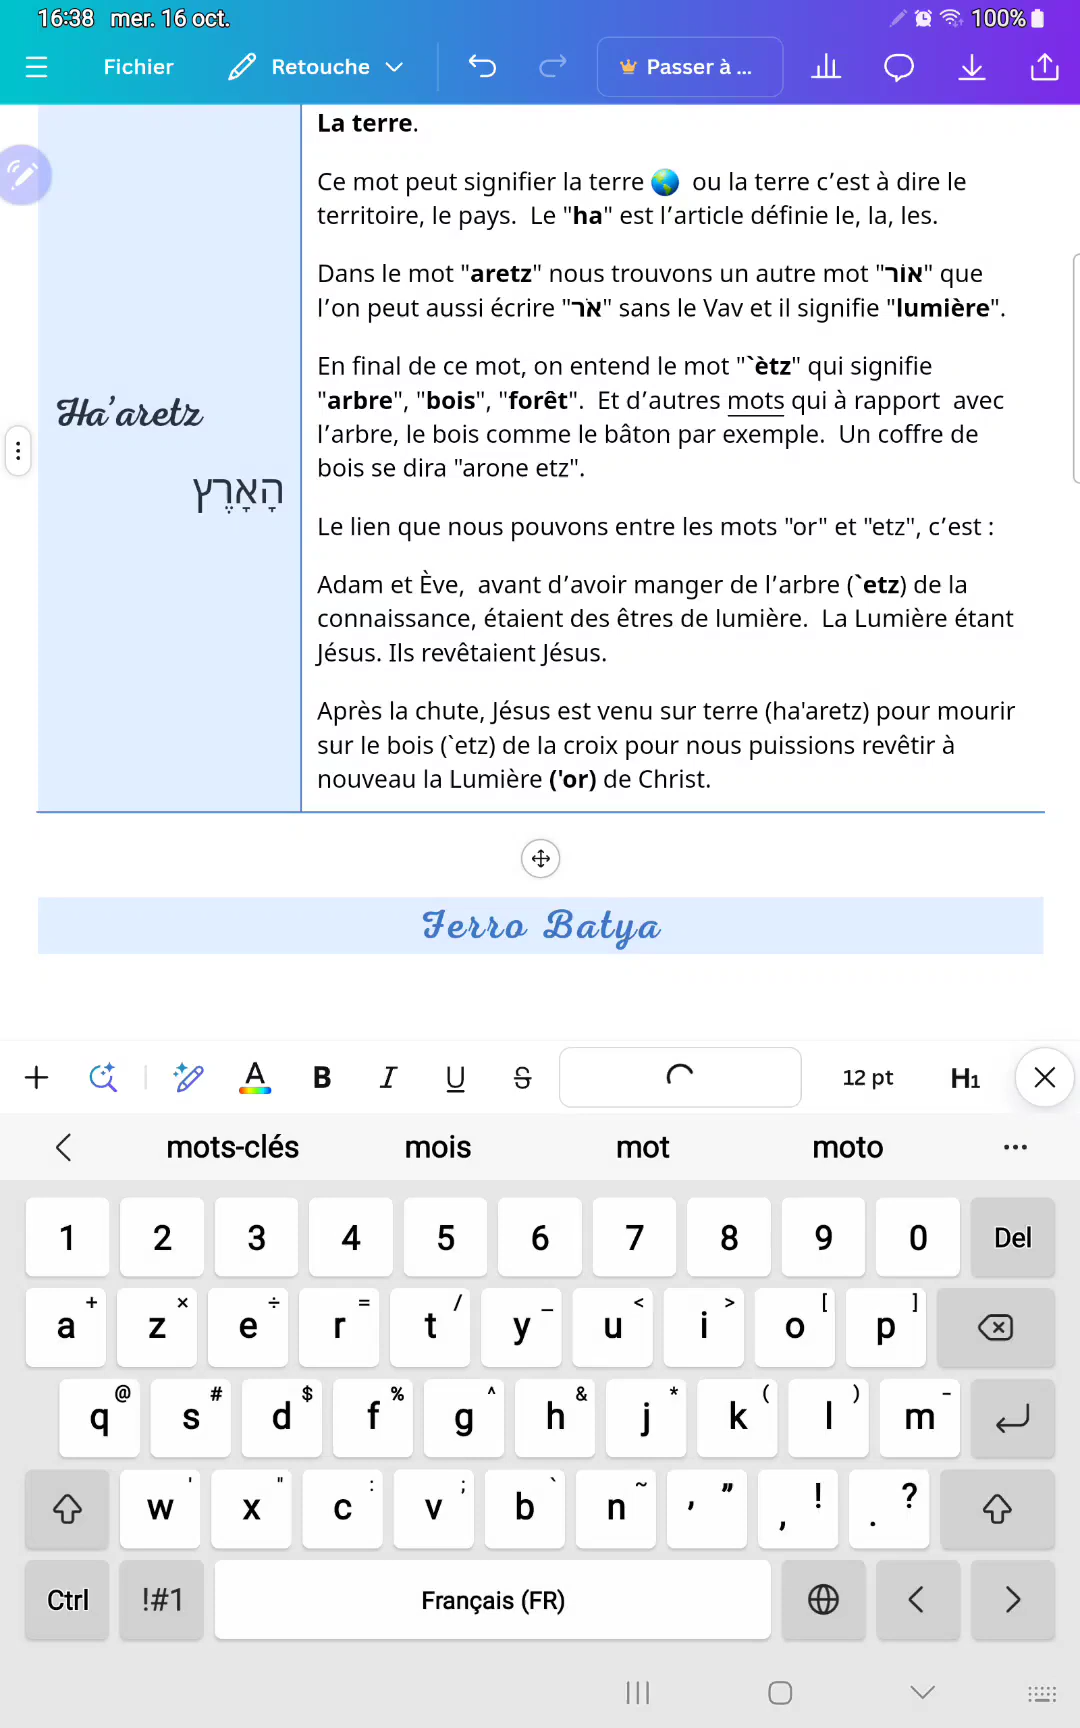 16:38 mer. 16 oct. 100%
Fichier Retouche Passer à ...
La terre.
Ce mot peut signifier la terre 🌎 ou la terre c’est à dire le
territoire, le pays. Le "ha" est l’article définie le, la, les.
Dans le mot "aretz" nous trouvons un autre mot "אוֹר" que
l’on peut aussi écrire "אֹר" sans le Vav et il signifie "lumière".
En final de ce mot, on entend le mot "`ètz" qui signifie
"arbre", "bois", "forêt". Et d’autres mots qui à rapport avec
l’arbre, le bois comme le bâton par exemple. Un coffre de
bois se dira "arone etz".
Ha’aretz
הָאָרֶץ
Le lien que nous pouvons entre les mots "or" et "etz", c’est :
Adam et Ève, avant d’avoir manger de l’arbre (`etz) de la
connaissance, étaient des êtres de lumière. La Lumière étant
Jésus. Ils revêtaient Jésus.
Après la chute, Jésus est venu sur terre (ha'aretz) pour mourir
sur le bois (`etz) de la croix pour nous puissions revêtir à
nouveau la Lumière ('or) de Christ.
Ferro Batya
+ A B I U S 12 pt H1
mots-clés mois mot moto ...
1 2 3 4 5 6 7 8 9 0 Del
a + z × e ÷ r = t / y _ u < i > o [ p ]
q @ s # d $ f % g ^ h & j * k ( l ) m -
w ' x " c : v ; b ` n ~ ' " , ! . ?
Ctrl !#1 Français (FR) < >